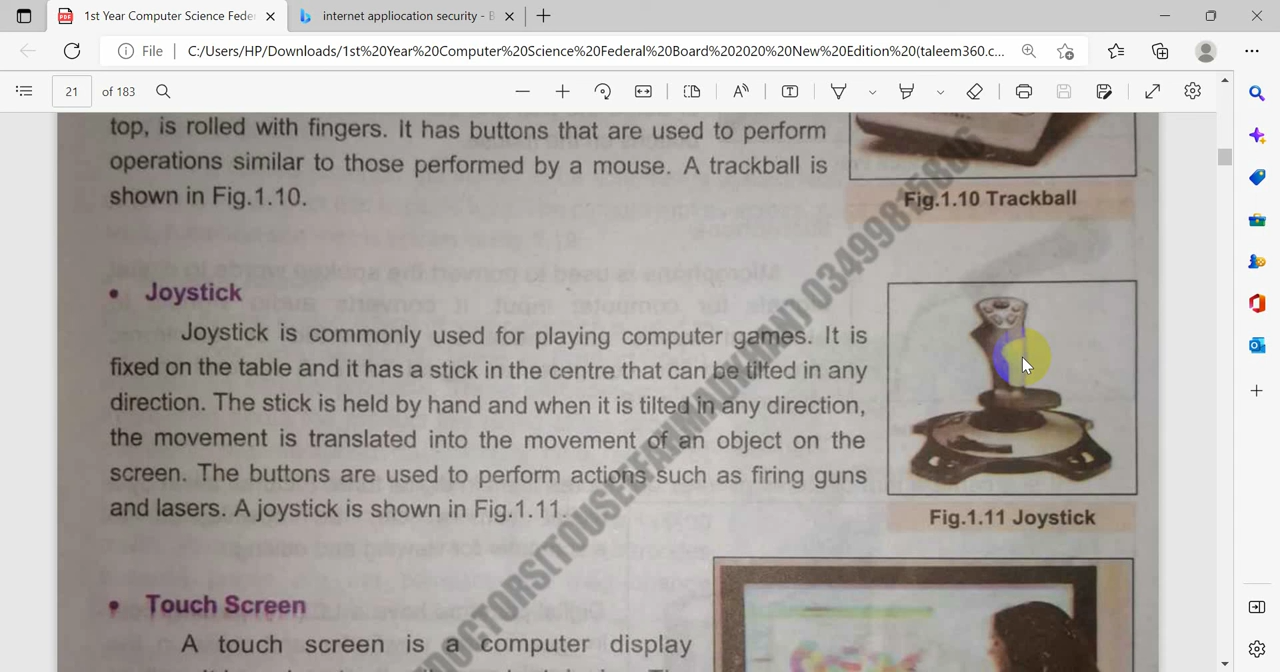 1st Year Computer Science Fede
internet appliocation security - B
File
C:/Users/HP/Downloads/1st%20Year%20Computer%20Science%20Federal%20Board%202020%20New%20Edition%20(taleem360.c...
21 of 183
top, is rolled with fingers. It has buttons that are used to perform
operations similar to those performed by a mouse. A trackball is
shown in Fig.1.10.
Fig.1.10 Trackball
• Joystick
Joystick is commonly used for playing computer games. It is
fixed on the table and it has a stick in the centre that can be tilted in any
direction. The stick is held by hand and when it is tilted in any direction,
the movement is translated into the movement of an object on the
screen. The buttons are used to perform actions such as firing guns
and lasers. A joystick is shown in Fig.1.11.
Fig.1.11 Joystick
• Touch Screen
A touch screen is a computer display